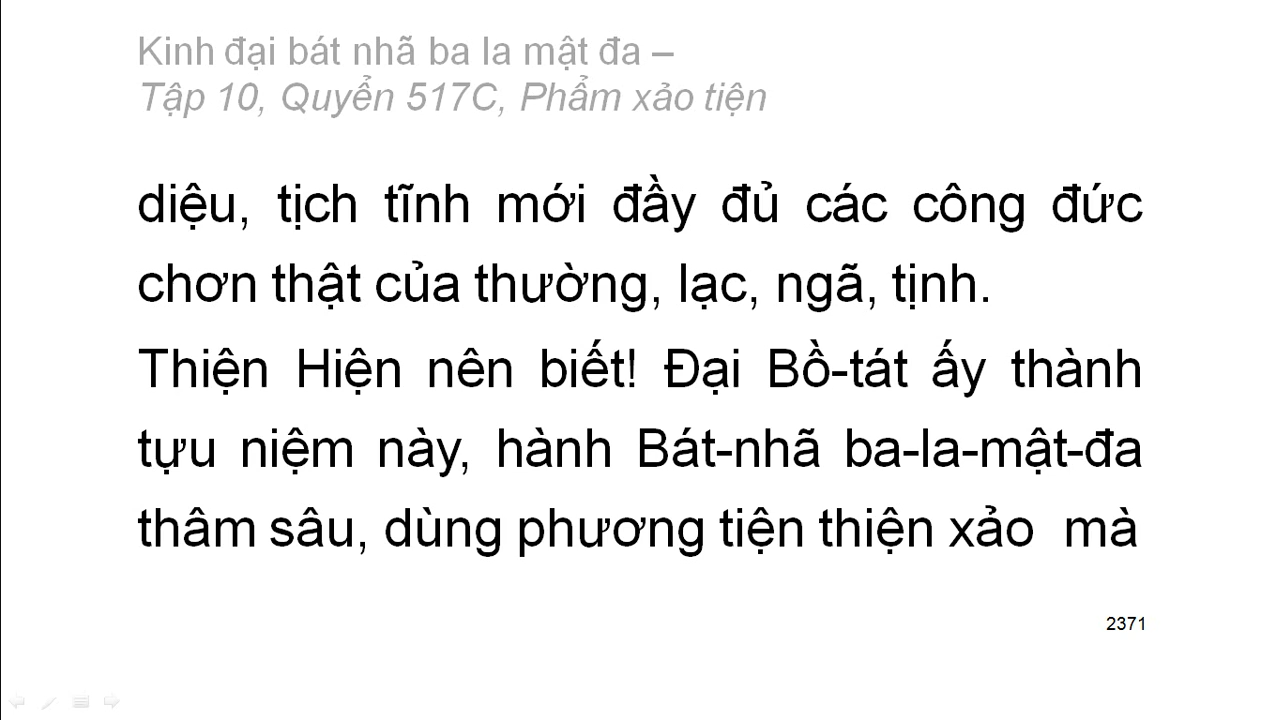 Kinh đại bát nhã ba la mật đa –
Tập 10, Quyển 517C, Phẩm xảo tiện
diệu, tịch tĩnh mới đầy đủ các công đức
chơn thật của thường, lạc, ngã, tịnh.
Thiện Hiện nên biết! Đại Bồ-tát ấy thành
tựu niệm này, hành Bát-nhã ba-la-mật-đa
thâm sâu, dùng phương tiện thiện xảo mà
2371